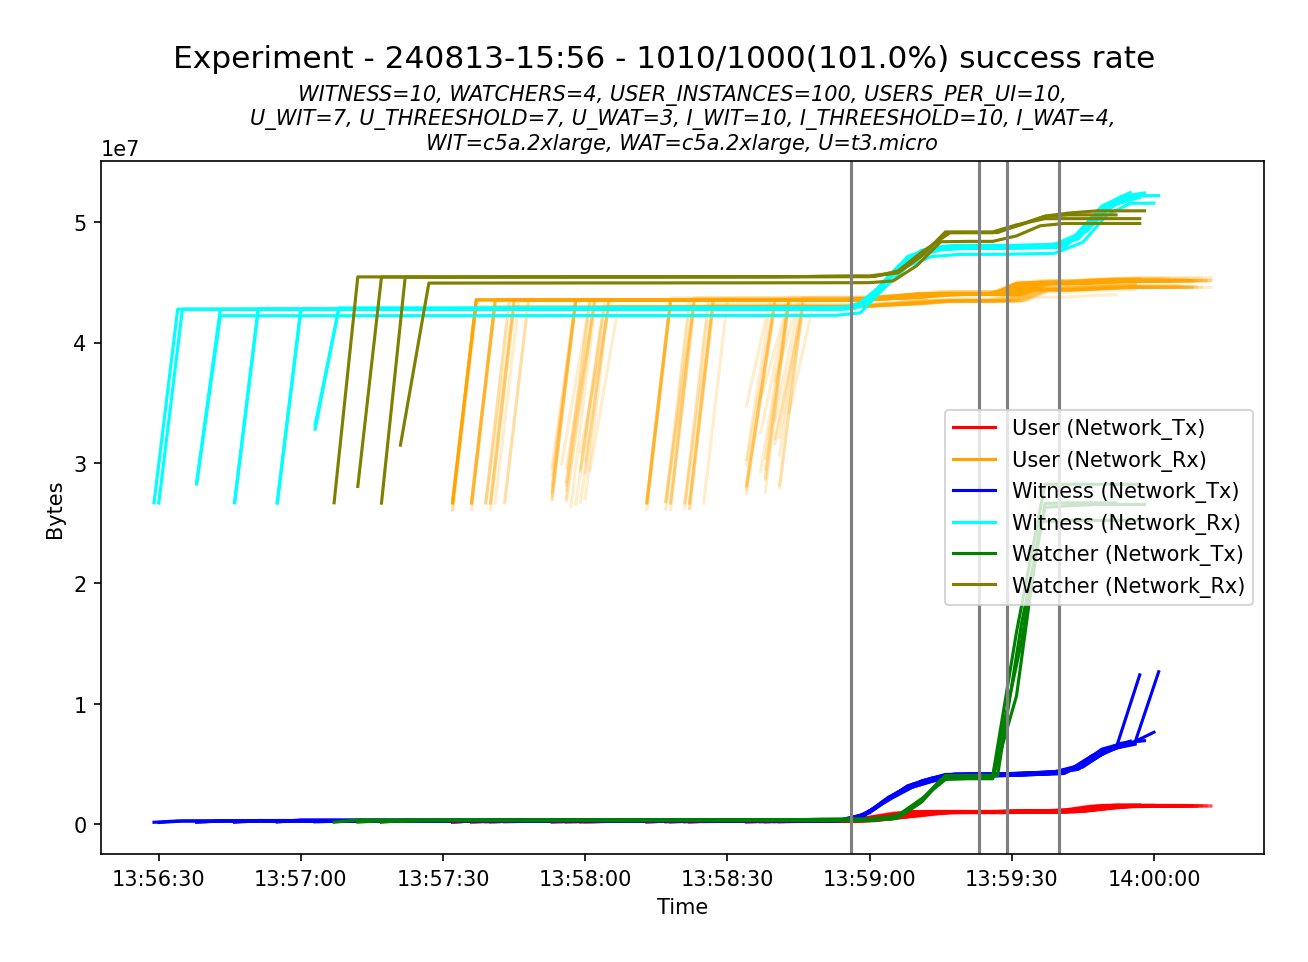 Experiment - 240813-15:56 - 1010/1000(101.0%) success rate
WITNESS=10, WATCHERS=4, USER_INSTANCES=100, USERS_PER_UI=10,
U_WIT=7, U_THREESHOLD=7, U_WAT=3, I_WIT=10, I_THREESHOLD=10, I_WAT=4,
WIT=c5a.2xlarge, WAT=c5a.2xlarge, U=t3.micro
1e7
5
4
3
2
1
0
Bytes
User (Network_Tx)
User (Network_Rx)
Witness (Network_Tx)
Witness (Network_Rx)
Watcher (Network_Tx)
Watcher (Network_Rx)
13:56:30 13:57:00 13:57:30 13:58:00 13:58:30 13:59:00 13:59:30 14:00:00
Time